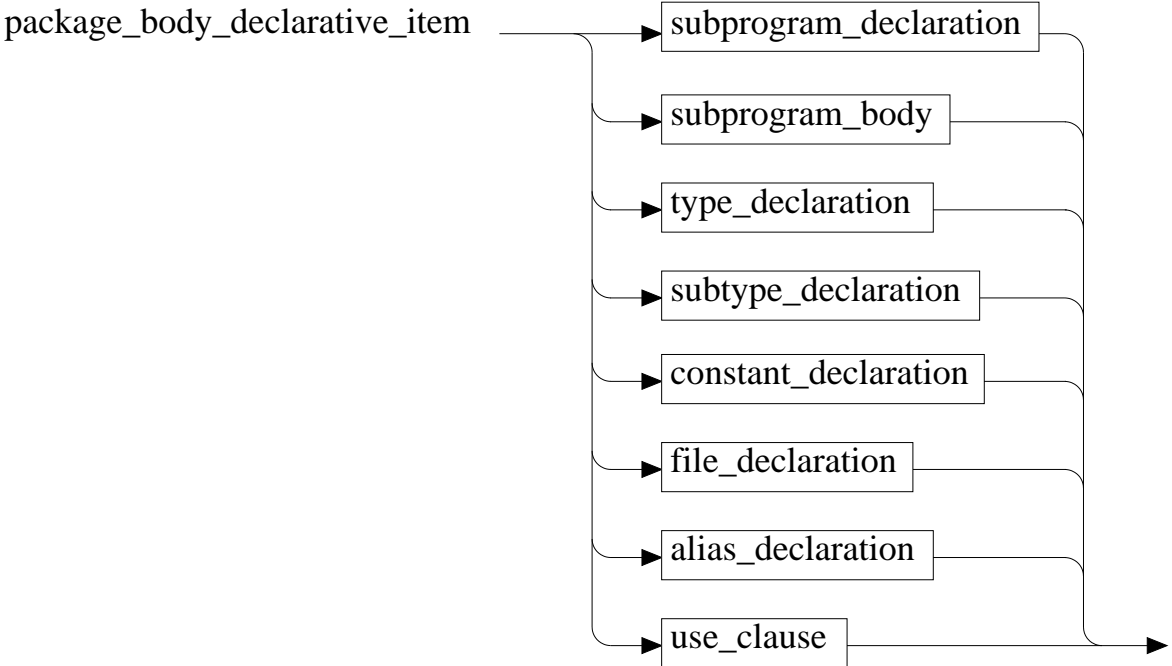 package_body_declarative_item
subprogram_declaration
subprogram_body
type_declaration
subtype_declaration
constant_declaration
file_declaration
alias_declaration
use_clause